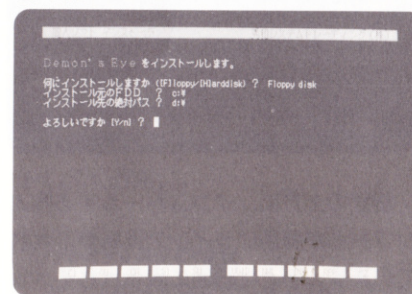 Demon's Eye をインストールします。
何にインストールしますか ([F]loppy/[H]arddisk) ? Floppy disk
インストール元のFDD ? c:¥
インストール先の絶対パス ? d:¥
よろしいですか [Y/n] ?